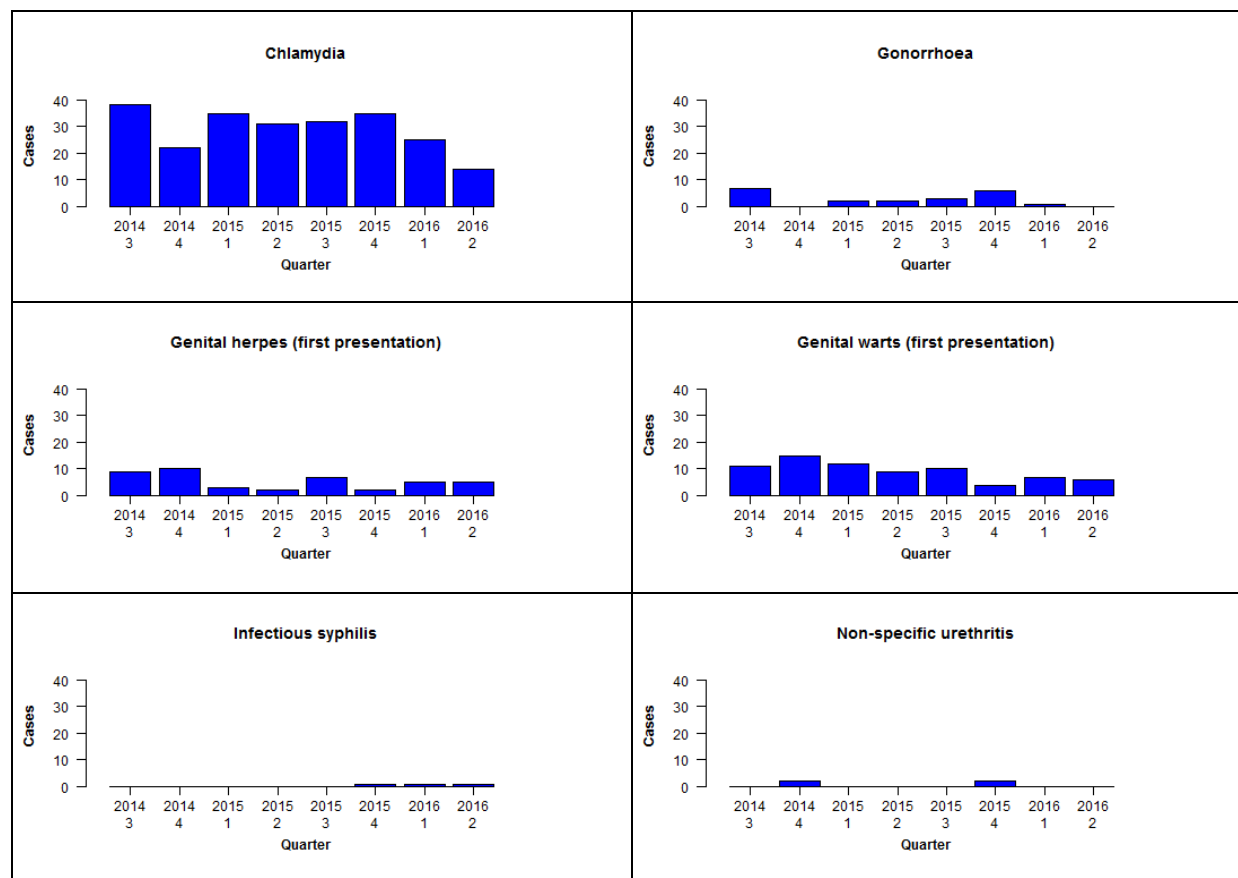 Chlamydia
Cases
40
30
20
10
0
2014 2014 2015 2015 2015 2015 2016 2016
3 4 1 2 3 4 1 2
Quarter
Gonorrhoea
Cases
40
30
20
10
0
2014 2014 2015 2015 2015 2015 2016 2016
3 4 1 2 3 4 1 2
Quarter
Genital herpes (first presentation)
Cases
40
30
20
10
0
2014 2014 2015 2015 2015 2015 2016 2016
3 4 1 2 3 4 1 2
Quarter
Genital warts (first presentation)
Cases
40
30
20
10
0
2014 2014 2015 2015 2015 2015 2016 2016
3 4 1 2 3 4 1 2
Quarter
Infectious syphilis
Cases
40
30
20
10
0
2014 2014 2015 2015 2015 2015 2016 2016
3 4 1 2 3 4 1 2
Quarter
Non-specific urethritis
Cases
40
30
20
10
0
2014 2014 2015 2015 2015 2015 2016 2016
3 4 1 2 3 4 1 2
Quarter